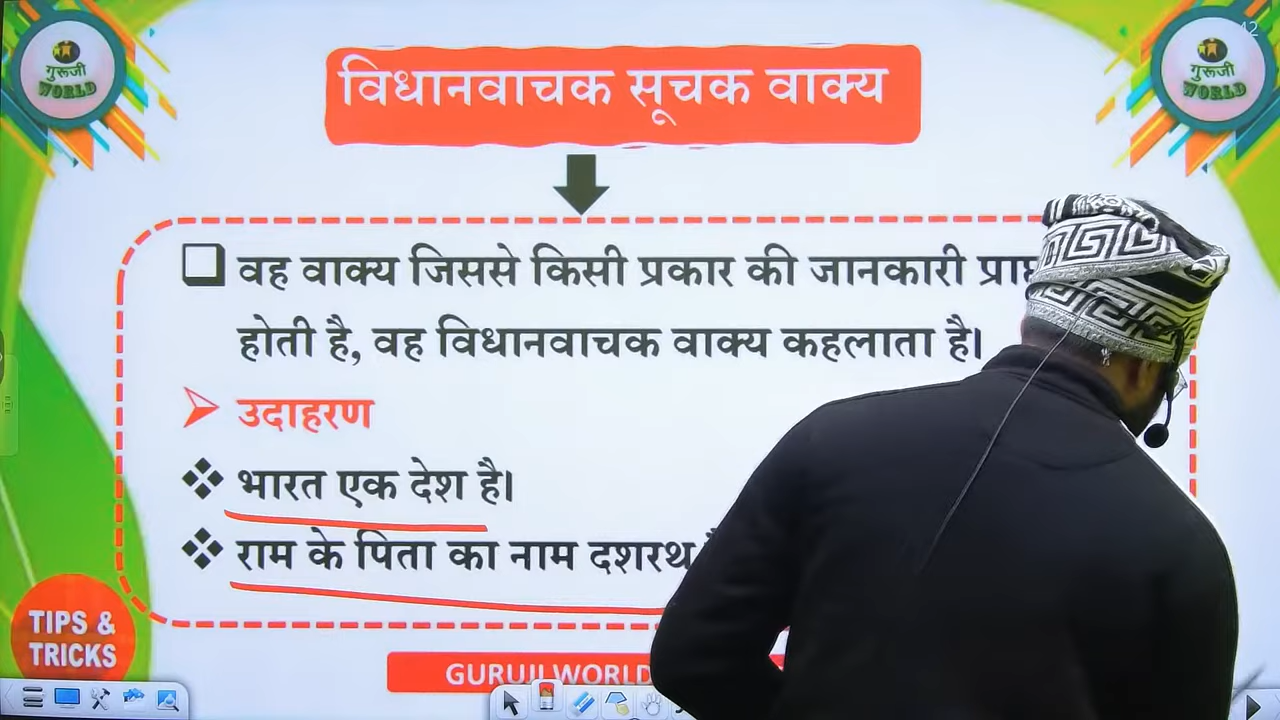 42
गुरूजी
WORLD
गुरूजी
WORLD
विधानवाचक सूचक वाक्य
वह वाक्य जिससे किसी प्रकार की जानकारी
होती है, वह विधानवाचक वाक्य कहलाता है।
उदाहरण
भारत एक देश है।
राम के पिता का नाम दशरथ
TIPS &
TRICKS
GURUJI WORLD